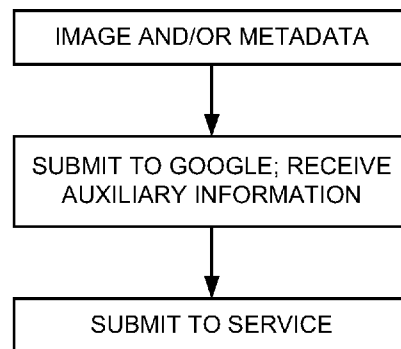 IMAGE AND/OR METADATA
SUBMIT TO GOOGLE; RECEIVE
AUXILIARY INFORMATION
SUBMIT TO SERVICE